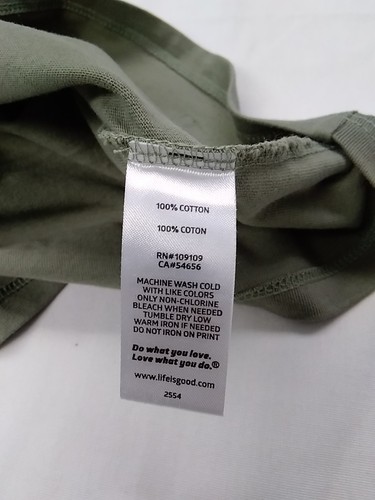 100% COTTON
100% COTON
RN#109109
CA#54656
MACHINE WASH COLD
WITH LIKE COLORS
ONLY NON-CHLORINE
BLEACH WHEN NEEDED
TUMBLE DRY LOW
WARM IRON IF NEEDED
DO NOT IRON ON PRINT
Do what you love.
Love what you do.®
www.lifeisgood.com
2554